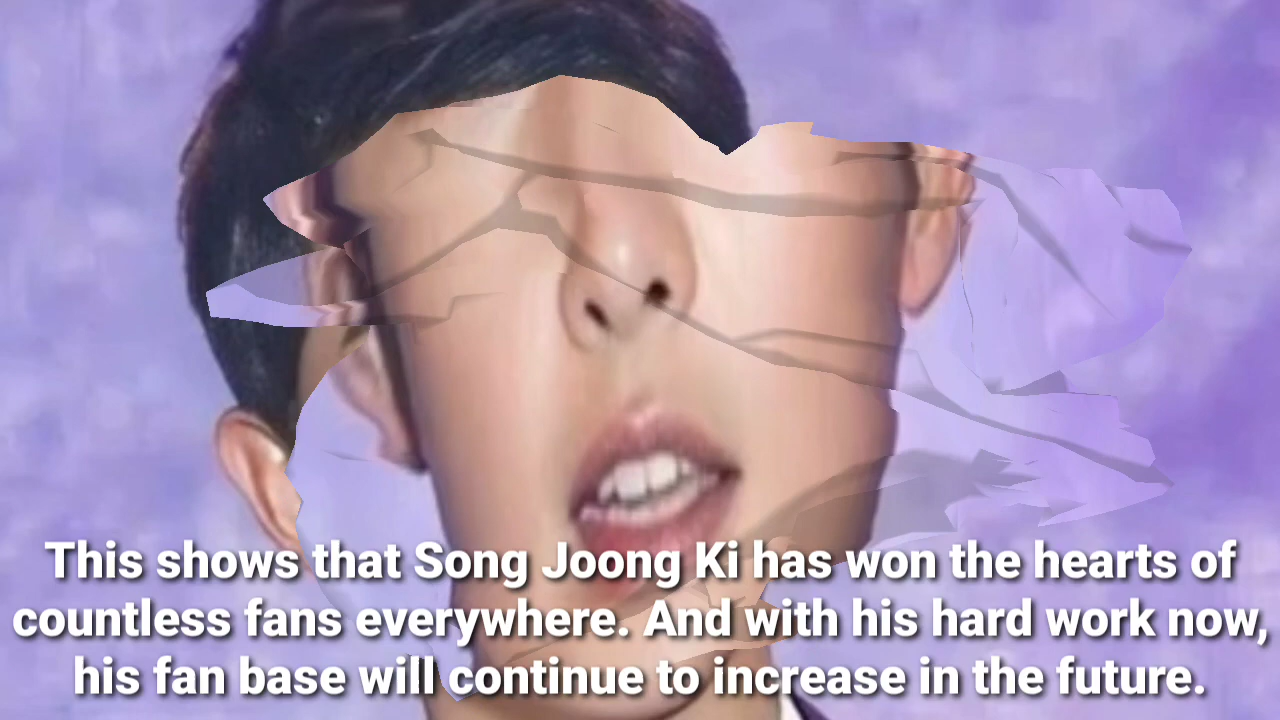 This shows that Song Joong Ki has won the hearts of
countless fans everywhere. And with his hard work now,
his fan base will continue to increase in the future.